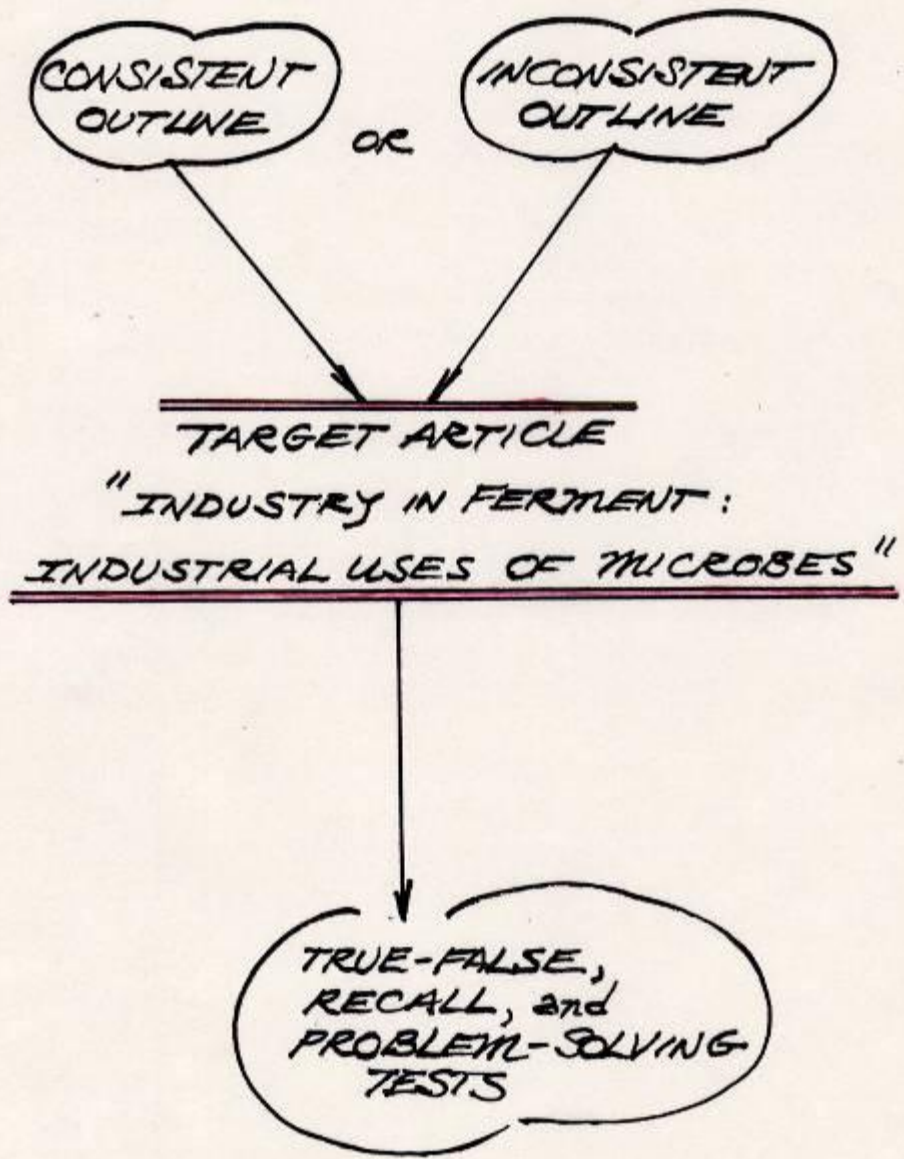 CONSISTENT
OUTLINE
OR
INCONSISTENT
OUTLINE
TARGET ARTICLE
"INDUSTRY IN FERMENT:
INDUSTRIAL USES OF MICROBES"
TRUE-FALSE,
RECALL, and
PROBLEM-SOLVING
TESTS